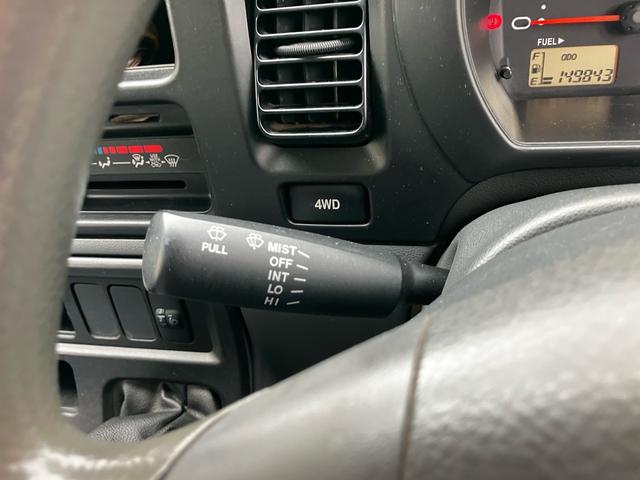 FUEL
F
E
ODO
149843
4WD
PULL
MIST
OFF
INT
LO
HI